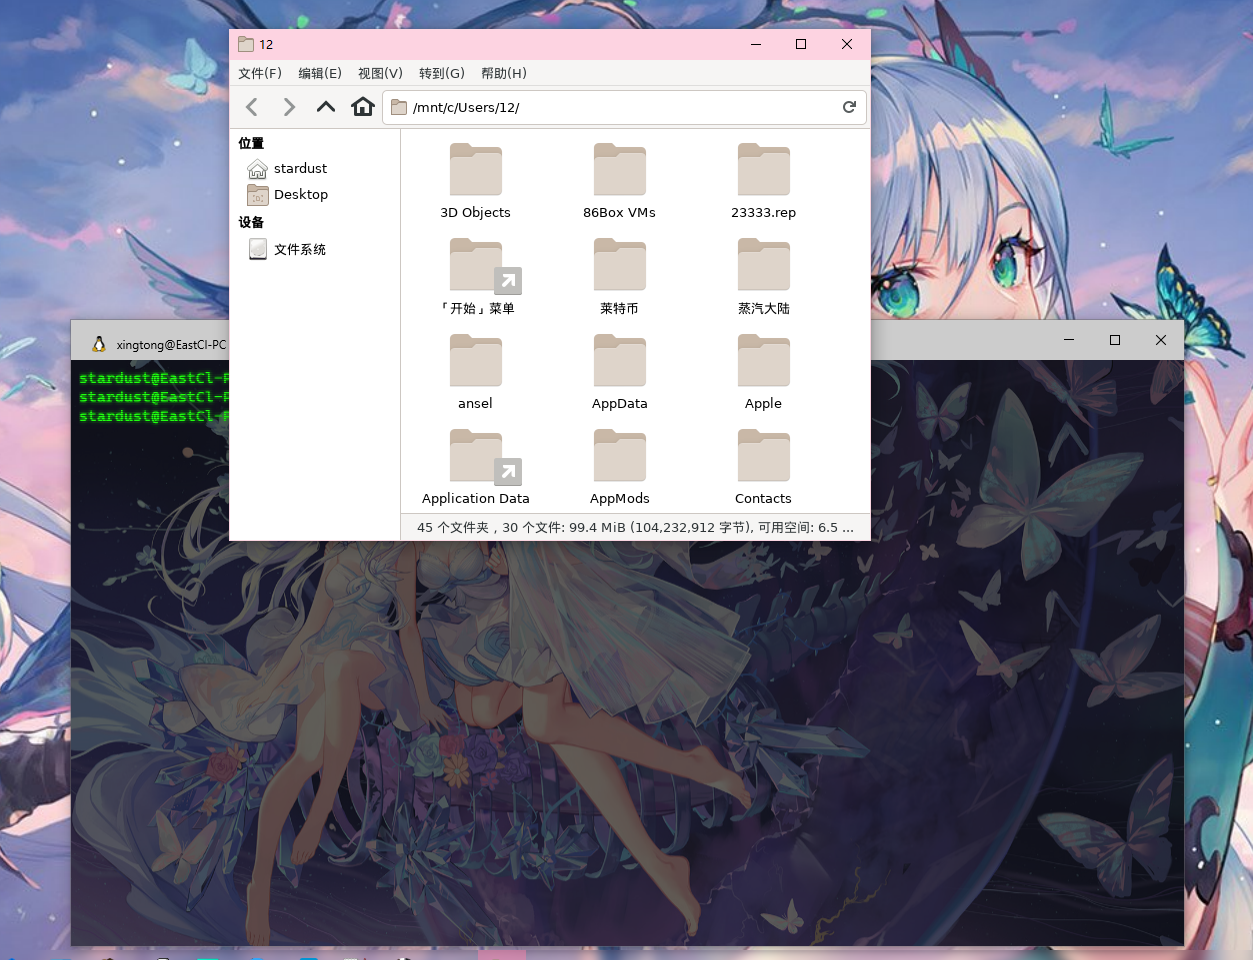 12
文件(F) 编辑(E) 视图(V) 转到(G) 帮助(H)
/mnt/c/Users/12/
位置
stardust
Desktop
设备
文件系统
3D Objects 86Box VMs 23333.rep
「开始」菜单 莱特币 蒸汽大陆
ansel AppData Apple
Application Data AppMods Contacts
45 个文件夹 , 30 个文件: 99.4 MiB (104,232,912 字节), 可用空间: 6.5 ...
xingtong@EastCl-PC
stardust@EastCl-P
stardust@EastCl-P
stardust@EastCl-P